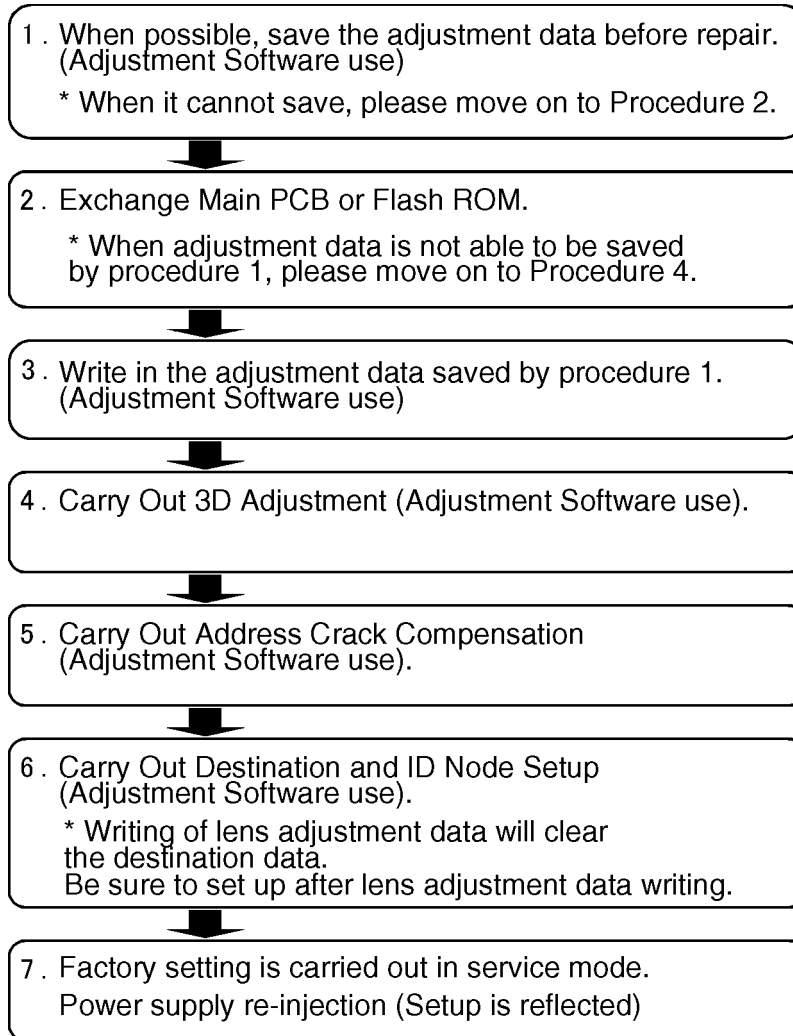 1. When possible, save the adjustment data before repair.
(Adjustment Software use)
* When it cannot save, please move on to Procedure 2.
2. Exchange Main PCB or Flash ROM.
* When adjustment data is not able to be saved
by procedure 1, please move on to Procedure 4.
3. Write in the adjustment data saved by procedure 1.
(Adjustment Software use)
4. Carry Out 3D Adjustment (Adjustment Software use).
5. Carry Out Address Crack Compensation
(Adjustment Software use).
6. Carry Out Destination and ID Node Setup
(Adjustment Software use).
* Writing of lens adjustment data will clear
the destination data.
Be sure to set up after lens adjustment data writing.
7. Factory setting is carried out in service mode.
Power supply re-injection (Setup is reflected)